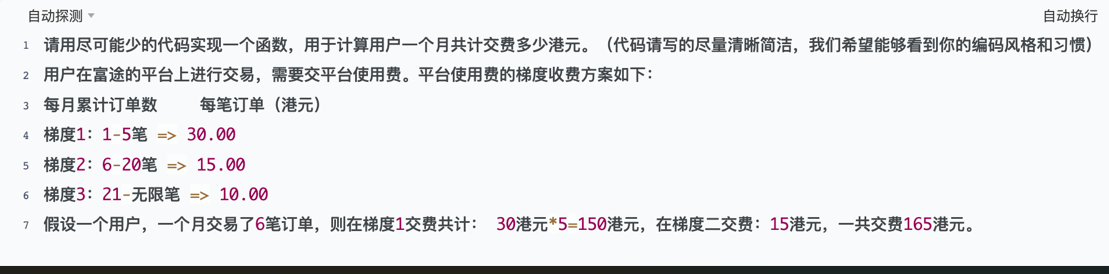 自动探测 自动换行
1 请用尽可能少的代码实现一个函数，用于计算用户一个月共计交费多少港元。（代码请写的尽量清晰简洁，我们希望能够看到你的编码风格和习惯）
2 用户在富途的平台上进行交易，需要交平台使用费。平台使用费的梯度收费方案如下：
3 每月累计订单数 每笔订单（港元）
4 梯度1：1-5笔 => 30.00
5 梯度2：6-20笔 => 15.00
6 梯度3：21-无限笔 => 10.00
7 假设一个用户，一个月交易了6笔订单，则在梯度1交费共计： 30港元*5=150港元，在梯度二交费：15港元，一共交费165港元。